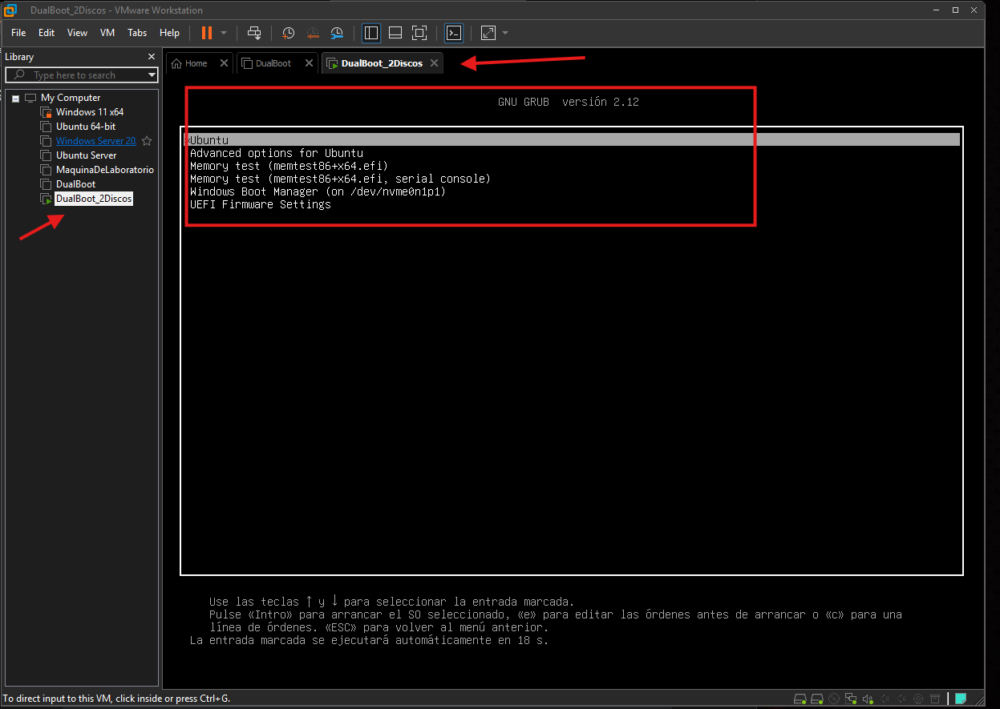 DualBoot_2Discos - VMware Workstation
File Edit View VM Tabs Help
Library
Type here to search
My Computer
Windows 11 x64
Ubuntu 64-bit
Windows Server 20
Ubuntu Server
MaquinaDeLaboratorio
DualBoot
DualBoot_2Discos
Home DualBoot DualBoot_2Discos
GNU GRUB versión 2.12
*Ubuntu
Advanced options for Ubuntu
Memory test (memtest86+x64.efi)
Memory test (memtest86+x64.efi, serial console)
Windows Boot Manager (on /dev/nvme0n1p1)
UEFI Firmware Settings
Use las teclas ↑ y ↓ para seleccionar la entrada marcada.
Pulse «Intro» para arrancar el SO seleccionado, «e» para editar las órdenes antes de arrancar o «c» para una
línea de órdenes. «ESC» para volver al menú anterior.
La entrada marcada se ejecutará automáticamente en 18 s.
To direct input to this VM, click inside or press Ctrl+G.